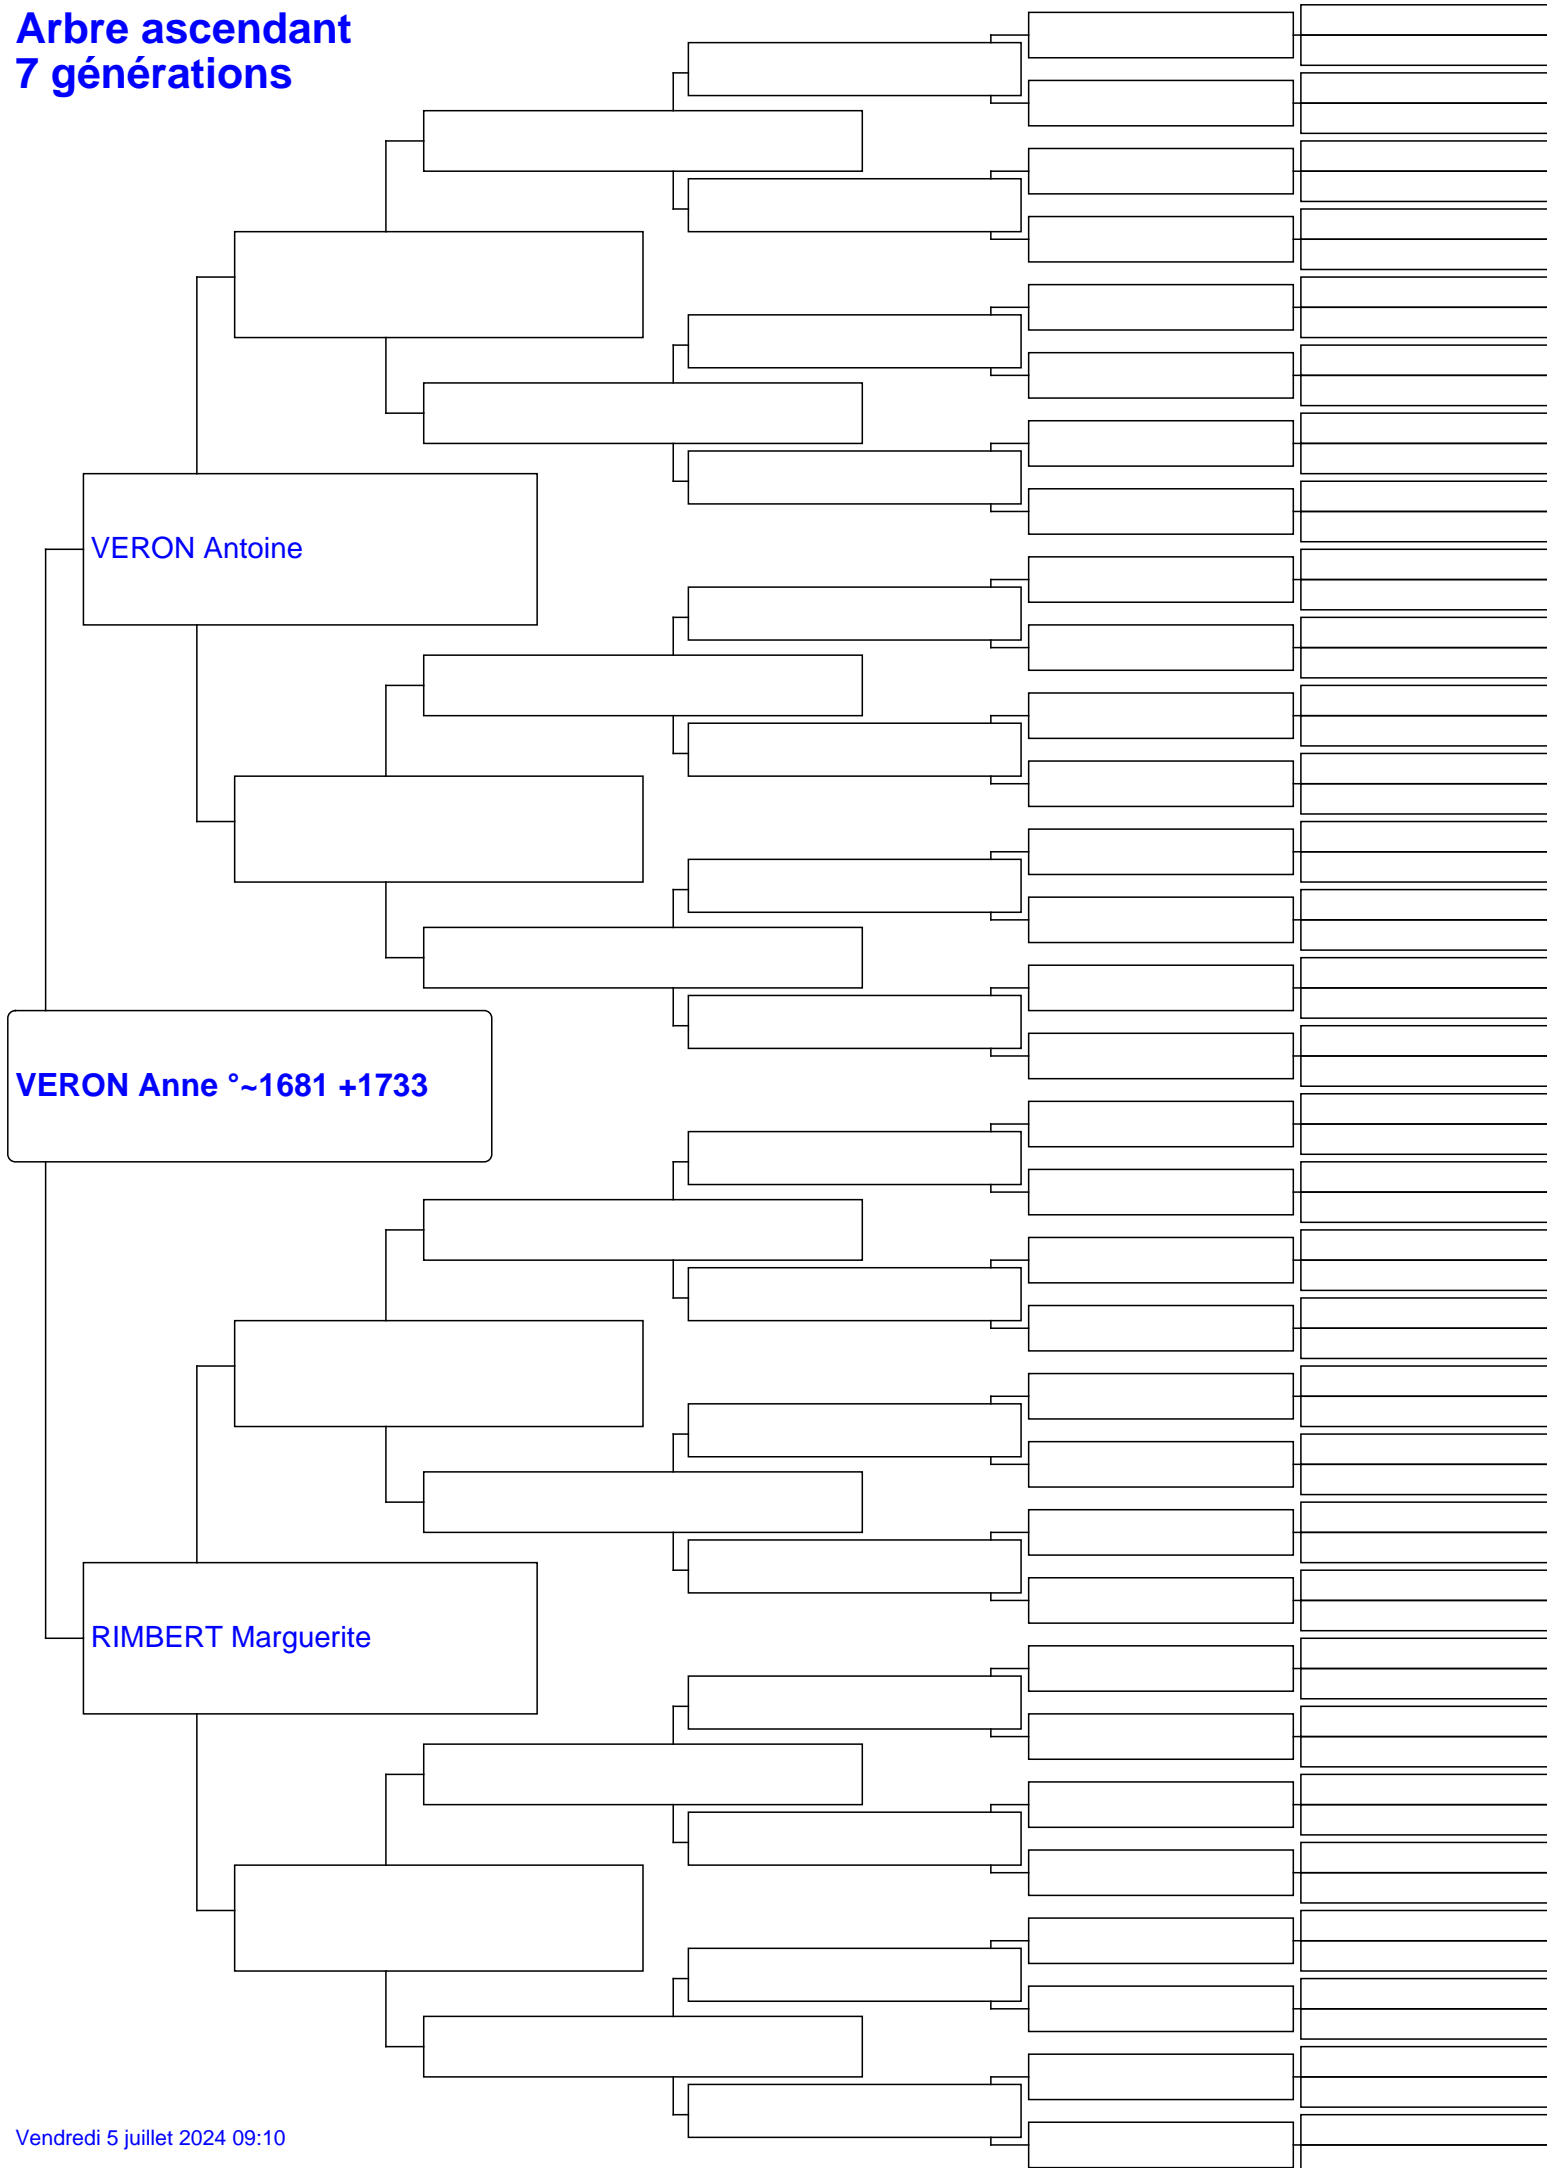 Arbre ascendant
7 générations
VERON Antoine
VERON Anne °~1681 +1733
RIMBERT Marguerite
Vendredi 5 juillet 2024 09:10